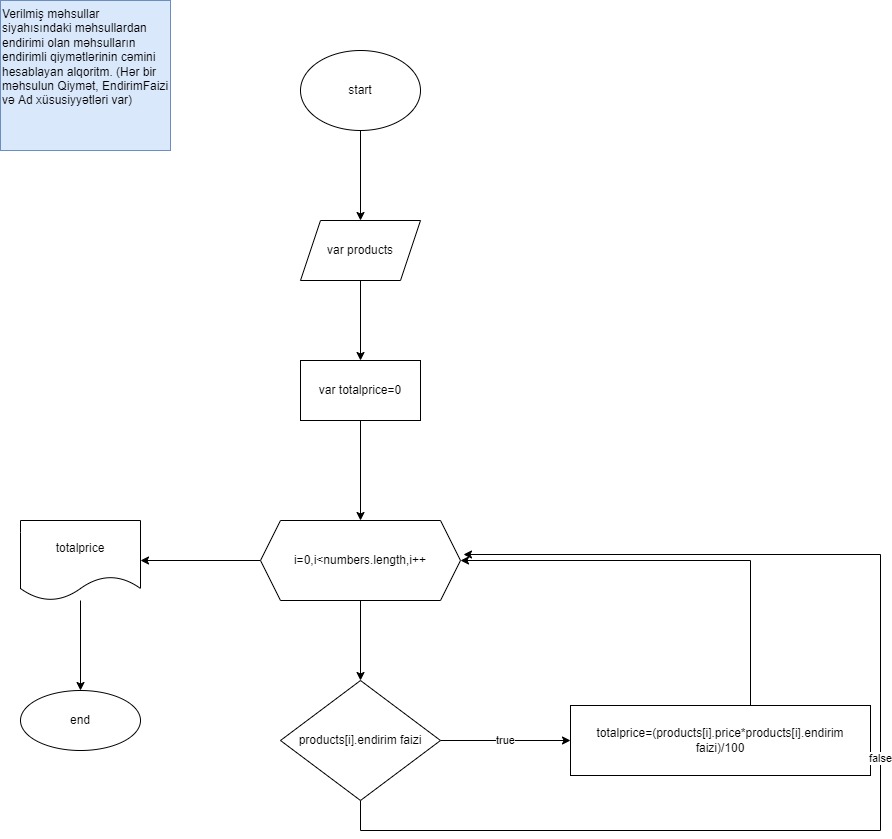 Verilmiş məhsullar
siyahısındaki məhsullardan
endirimi olan məhsulların
endirimli qiymətlərinin cəmini
hesablayan alqoritm. (Hər bir
məhsulun Qiymət, EndirimFaizi
və Ad xüsusiyyətləri var)
start
var products
var totalprice=0
totalprice
i=0,i<numbers.length,i++
end
products[i].endirim faizi
true
totalprice=(products[i].price*products[i].endirim
faizi)/100
false